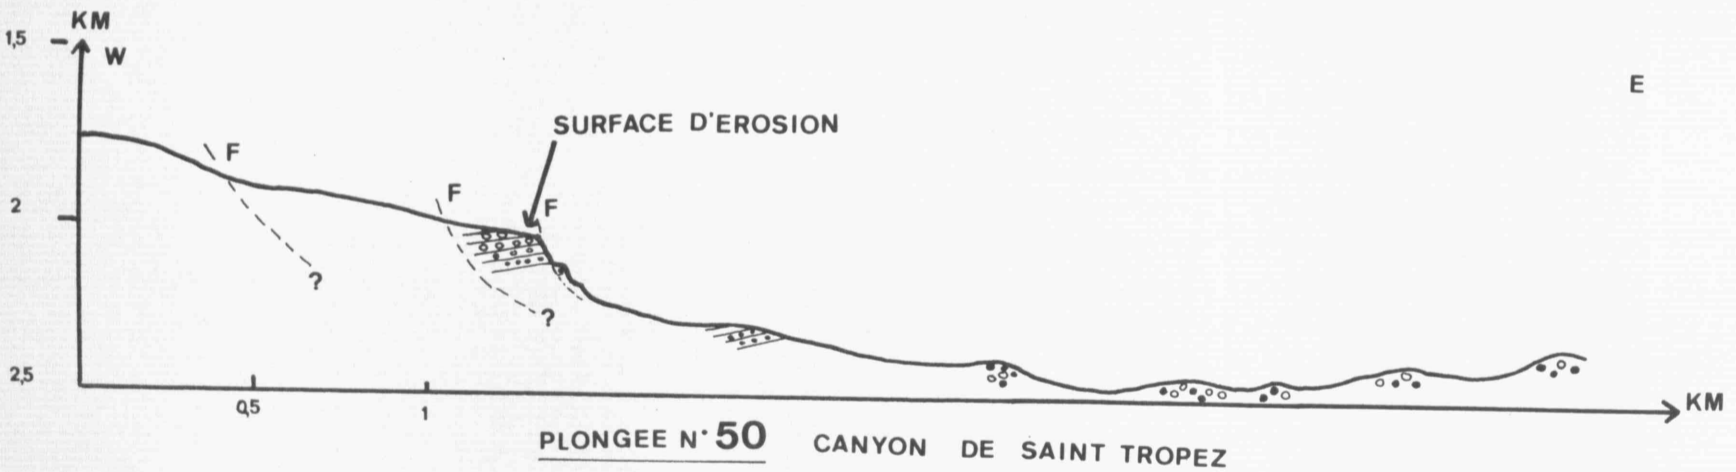 KM
1,5
W
E
SURFACE D'EROSION
F
F
F
2
?
?
2,5
0,5
1
KM
PLONGEE N° 50 CANYON DE SAINT TROPEZ